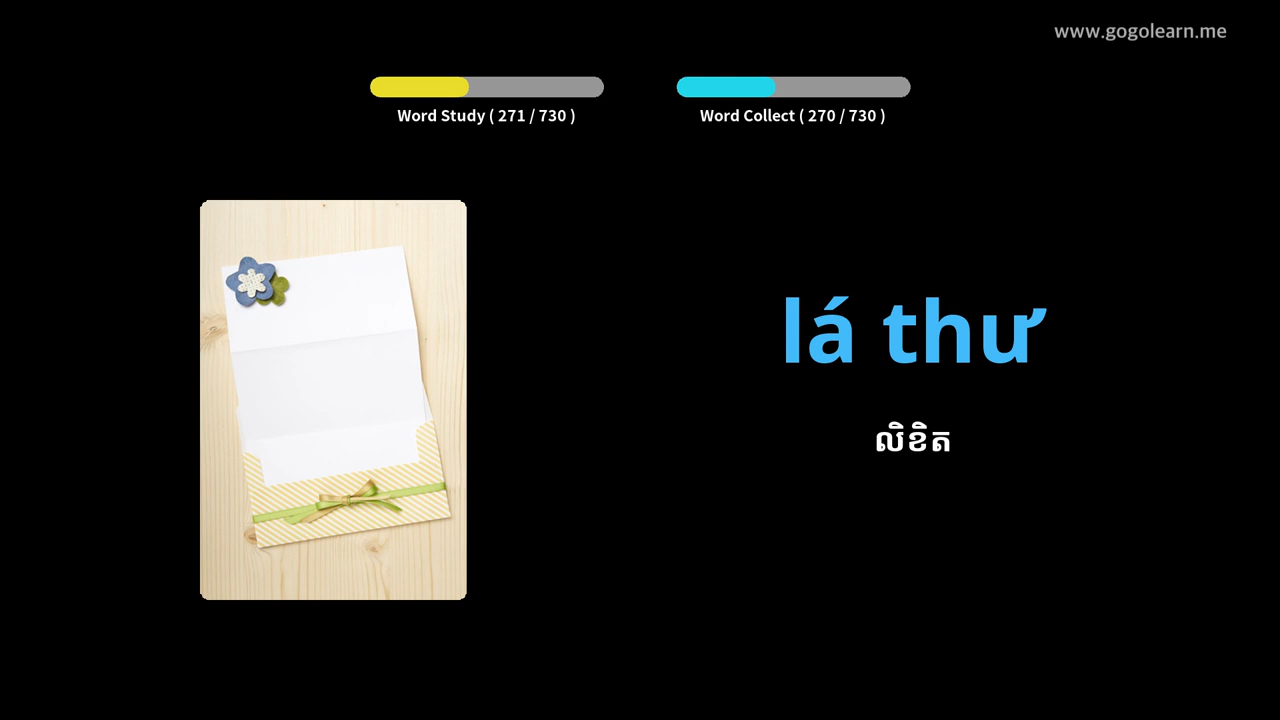 www.gogolearn.me
Word Study ( 271 / 730 )
Word Collect ( 270 / 730 )
lá thư
លិខិត